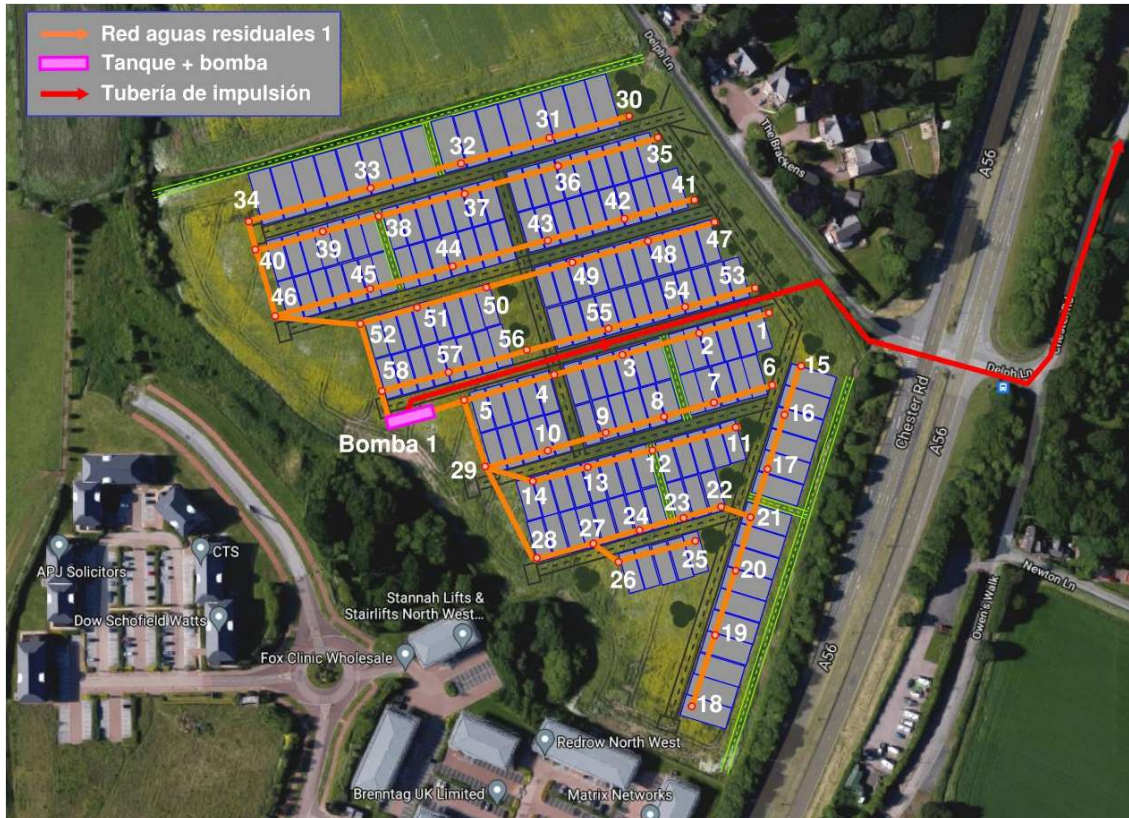 Red aguas residuales 1
Tanque + bomba
Tubería de impulsión
Delph Ln
The Brackens
A56
30
31
32
33
34
35
36
37
38
39
40
41
42
43
44
45
46
47
48
49
50
51
52
53
54
55
56
57
58
1
2
3
4
5
6
7
8
9
10
11
12
13
14
15
16
17
18
19
20
21
22
23
24
25
26
27
28
29
Bomba 1
Delph Ln
Chester Rd
A56
Newton Ln
Owen's Walk
A56
CTS
APJ Solicitors
Dow Schofield Watts
Stannah Lifts &
Stairlifts North West...
Fox Clinic Wholesale
Redrow North West
Brenntag UK Limited
Matrix Networks